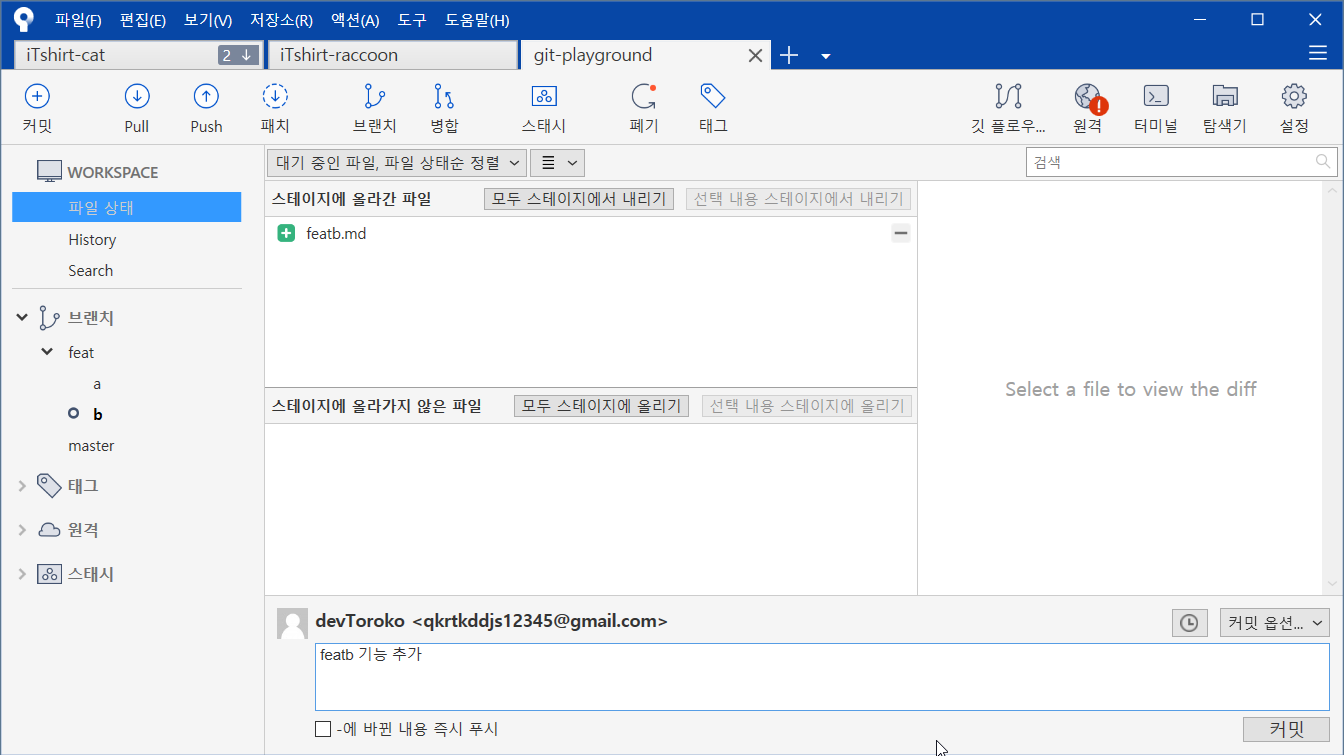 파일(F) 편집(E) 보기(V) 저장소(R) 액션(A) 도구 도움말(H)
iTshirt-cat 2 iTshirt-raccoon git-playground
커밋 Pull Push 패치 브랜치 병합 스태시 폐기 태그 깃 플로우... 원격 터미널 탐색기 설정
WORKSPACE
파일 상태
History
Search
브랜치
feat
a
b
master
태그
원격
스태시
대기 중인 파일, 파일 상태순 정렬
검색
스테이지에 올라간 파일 모두 스테이지에서 내리기 선택 내용 스테이지에서 내리기
featb.md
스테이지에 올라가지 않은 파일 모두 스테이지에 올리기 선택 내용 스테이지에 올리기
Select a file to view the diff
devToroko <qkrtkddjs12345@gmail.com>
커밋 옵션...
featb 기능 추가
-에 바뀐 내용 즉시 푸시
커밋